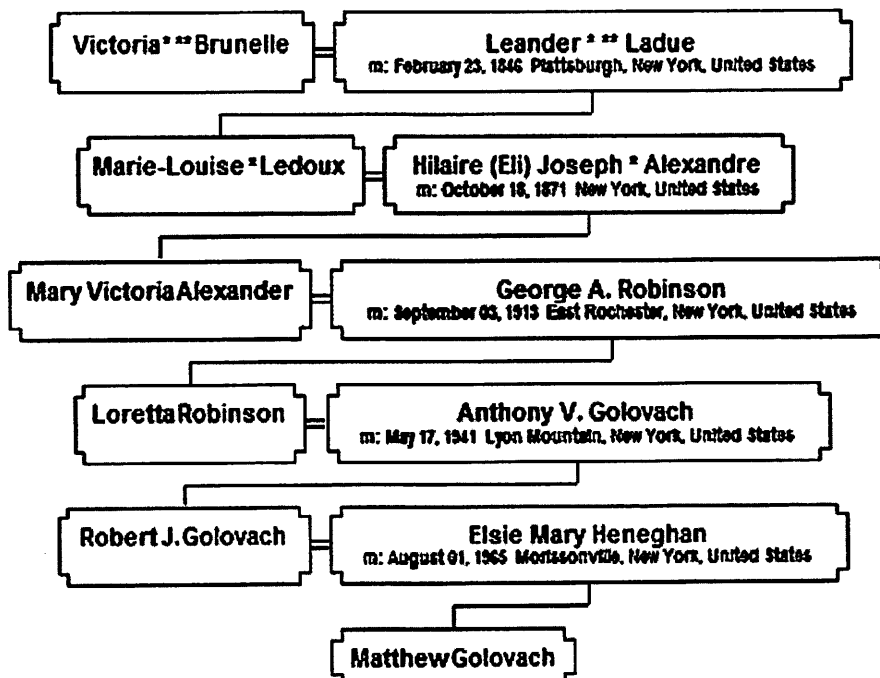 Victoria***Brunelle
Leander * ** Ladue
m: February 23, 1846 Plattsburgh, New York, United States
Marie-Louise *Ledoux
Hilaire (Eli) Joseph * Alexandre
m: October 18, 1871 New York, United States
Mary Victoria Alexander
George A. Robinson
m: September 03, 1913 East Rochester, New York, United States
Loretta Robinson
Anthony V. Golovach
m: May 17, 1941 Lyon Mountain, New York, United States
Robert J. Golovach
Elsie Mary Heneghan
m: August 01, 1965 Morissonville, New York, United States
Matthew Golovach